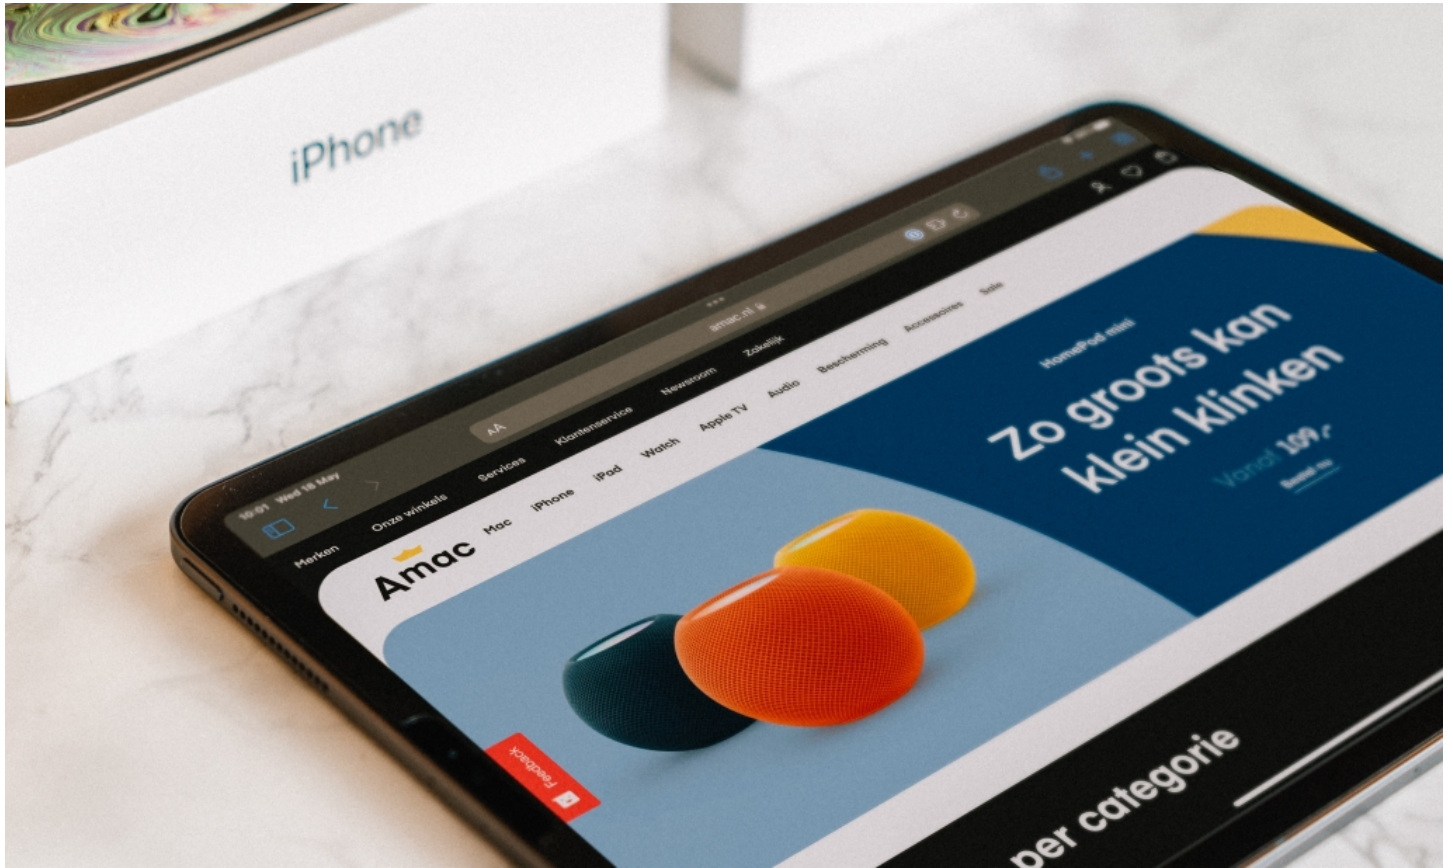 iPhone
10:01 Wed 18 May
AA
amac.nl
Merken Onze winkels Services Klantenservice Newsroom Zakelijk
Amac Mac iPhone iPad Watch Apple TV Audio Bescherming Accessoires Sale
HomePod mini
Zo groots kan
klein klinken
Vanaf 109,-
Bestel nu
Feedback
per categorie